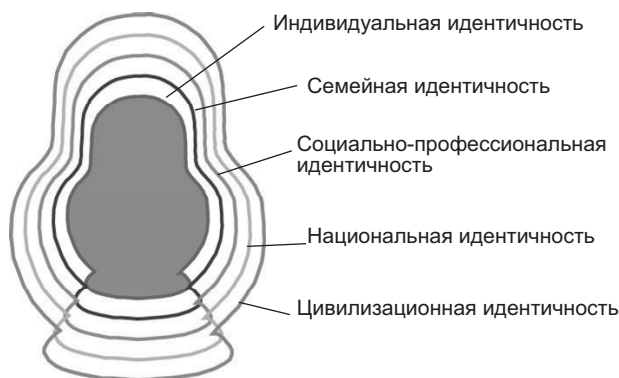 Индивидуальная идентичность
Семейная идентичность
Социально-профессиональная
идентичность
Национальная идентичность
Цивилизационная идентичность